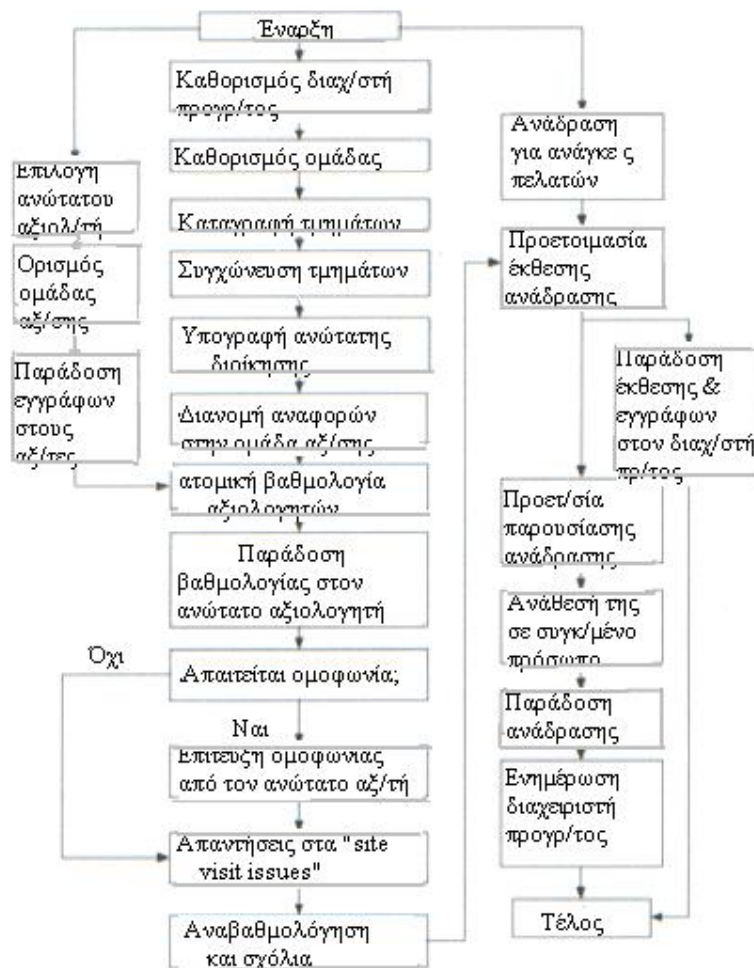 Έναρξη
Καθορισμός διαχ/στή
προγρ/τος
Καθορισμός ομάδας
Καταγραφή τμημάτων
Συγχώνευση τμημάτων
Υπογραφή ανώτατης
διοίκησης
Διανομή αναφορών
στην ομάδα αξ/σης
Επιλογή
ανώτατου
αξιολ/τή
Ορισμός
ομάδας
αξ/σης
Παράδοση
εγγράφων
στους
αξ/τες
ατομική βαθμολογία
αξιολογητών
Παράδοση
βαθμολογίας στον
ανώτατο αξιολογητή
Απαιτείται ομοφωνία;
Όχι
Ναι
Επίτευξη ομοφωνίας
από τον ανώτατο αξ/τή
Απαντήσεις στα "site
visit issues"
Αναβαθμολόγηση
και σχόλια
Ανάδραση
για ανάγκε ς
πελατών
Προετοιμασία
έκθεσης
ανάδρασης
Παράδοση
έκθεσης &
εγγράφων
στον διαχ/στή
πρ/τος
Προετ/σία
παρουσίασης
ανάδρασης
Ανάθεσή της
σε συγκ/μένο
πρόσωπο
Παράδοση
ανάδρασης
Ενημέρωση
διαχειριστή
προγρ/τος
Τέλος